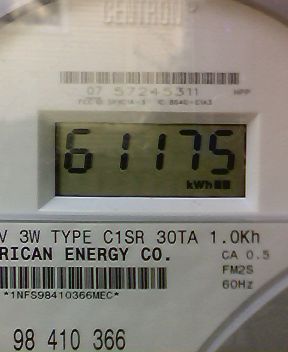 CENTRON
07 57245311
61175
kWh
V 3W TYPE C1SR 30TA 1.0Kh
RICAN ENERGY CO.
CA 0.5
FM2S
60Hz
*1NFS98410366MEC*
98 410 366